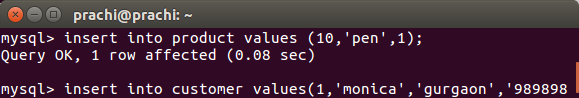 prachi@prachi: ~
mysql> insert into product values (10,'pen',1);
Query OK, 1 row affected (0.08 sec)
mysql> insert into customer values(1,'monica','gurgaon','989898